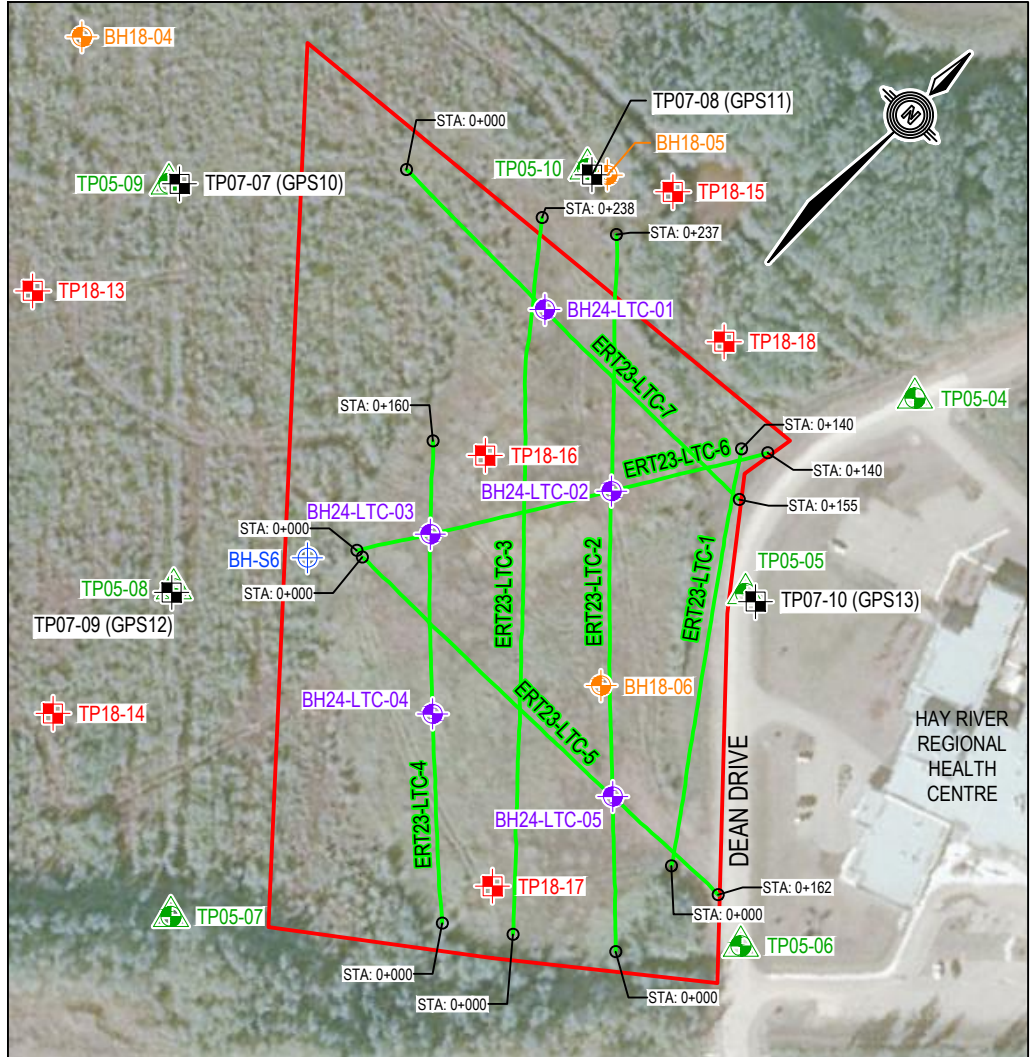 BH18-04
STA: 0+000
TP07-08 (GPS11)
BH18-05
N
TP05-10
TP05-09
TP07-07 (GPS10)
TP18-15
STA: 0+238
STA: 0+237
TP18-13
BH24-LTC-01
TP18-18
ERT23-LTC-7
TP05-04
STA: 0+160
STA: 0+140
TP18-16
ERT23-LTC-6
STA: 0+140
BH24-LTC-02
STA: 0+155
BH24-LTC-03
STA: 0+000
BH-S6
STA: 0+000
ERT23-LTC-3
ERT23-LTC-2
ERT23-LTC-1
TP05-05
TP05-08
TP07-10 (GPS13)
TP07-09 (GPS12)
BH18-06
ERT23-LTC-5
BH24-LTC-04
TP18-14
HAY RIVER
REGIONAL
HEALTH
CENTRE
BH24-LTC-05
ERT23-LTC-4
DEAN DRIVE
TP18-17
STA: 0+162
STA: 0+000
TP05-07
TP05-06
STA: 0+000
STA: 0+000
STA: 0+000